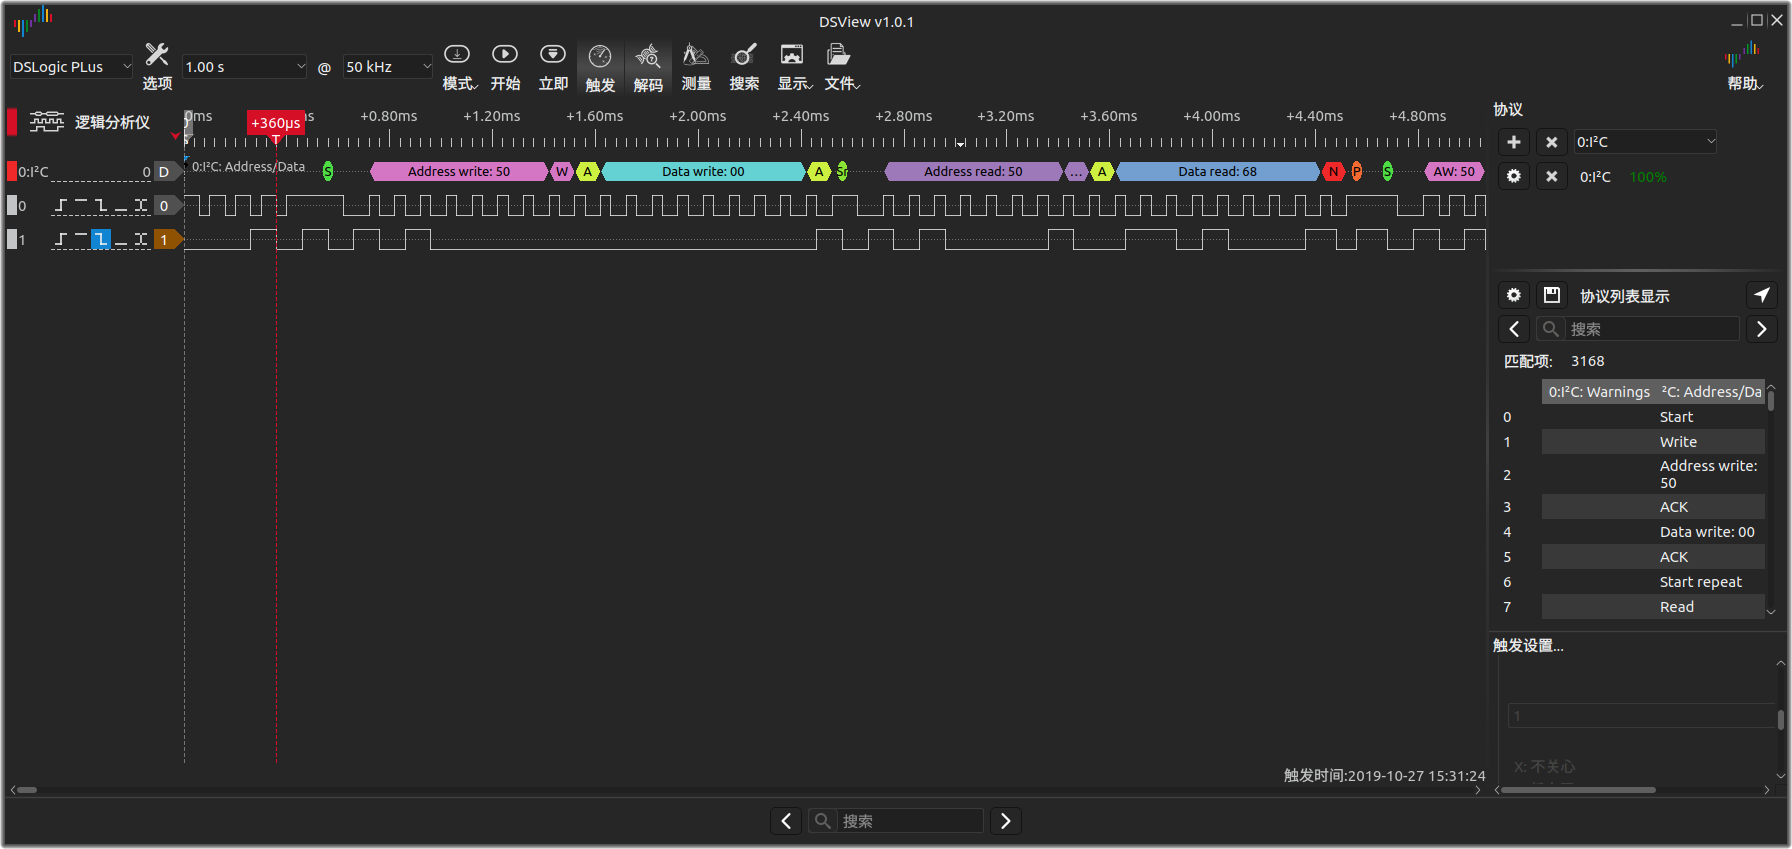 DSView v1.0.1
DSLogic PLus
选项
1.00 s
@
50 kHz
模式
开始
立即
触发
解码
测量
搜索
显示
文件
帮助
逻辑分析仪
0ms
+360µs
+0.80ms
+1.20ms
+1.60ms
+2.00ms
+2.40ms
+2.80ms
+3.20ms
+3.60ms
+4.00ms
+4.40ms
+4.80ms
T
0:I²C
0
D
0:I²C: Address/Data
S
Address write: 50
W
A
Data write: 00
A
Sr
Address read: 50
...
A
Data read: 68
N
P
S
AW: 50
0
0
1
1
协议
0:I²C
0:I²C
100%
协议列表显示
搜索
匹配项:
3168
0:I²C: Warnings
²C: Address/Da
0
Start
1
Write
2
Address write:
50
3
ACK
4
Data write: 00
5
ACK
6
Start repeat
7
Read
触发设置...
1
X: 不关心
触发时间:2019-10-27 15:31:24
搜索